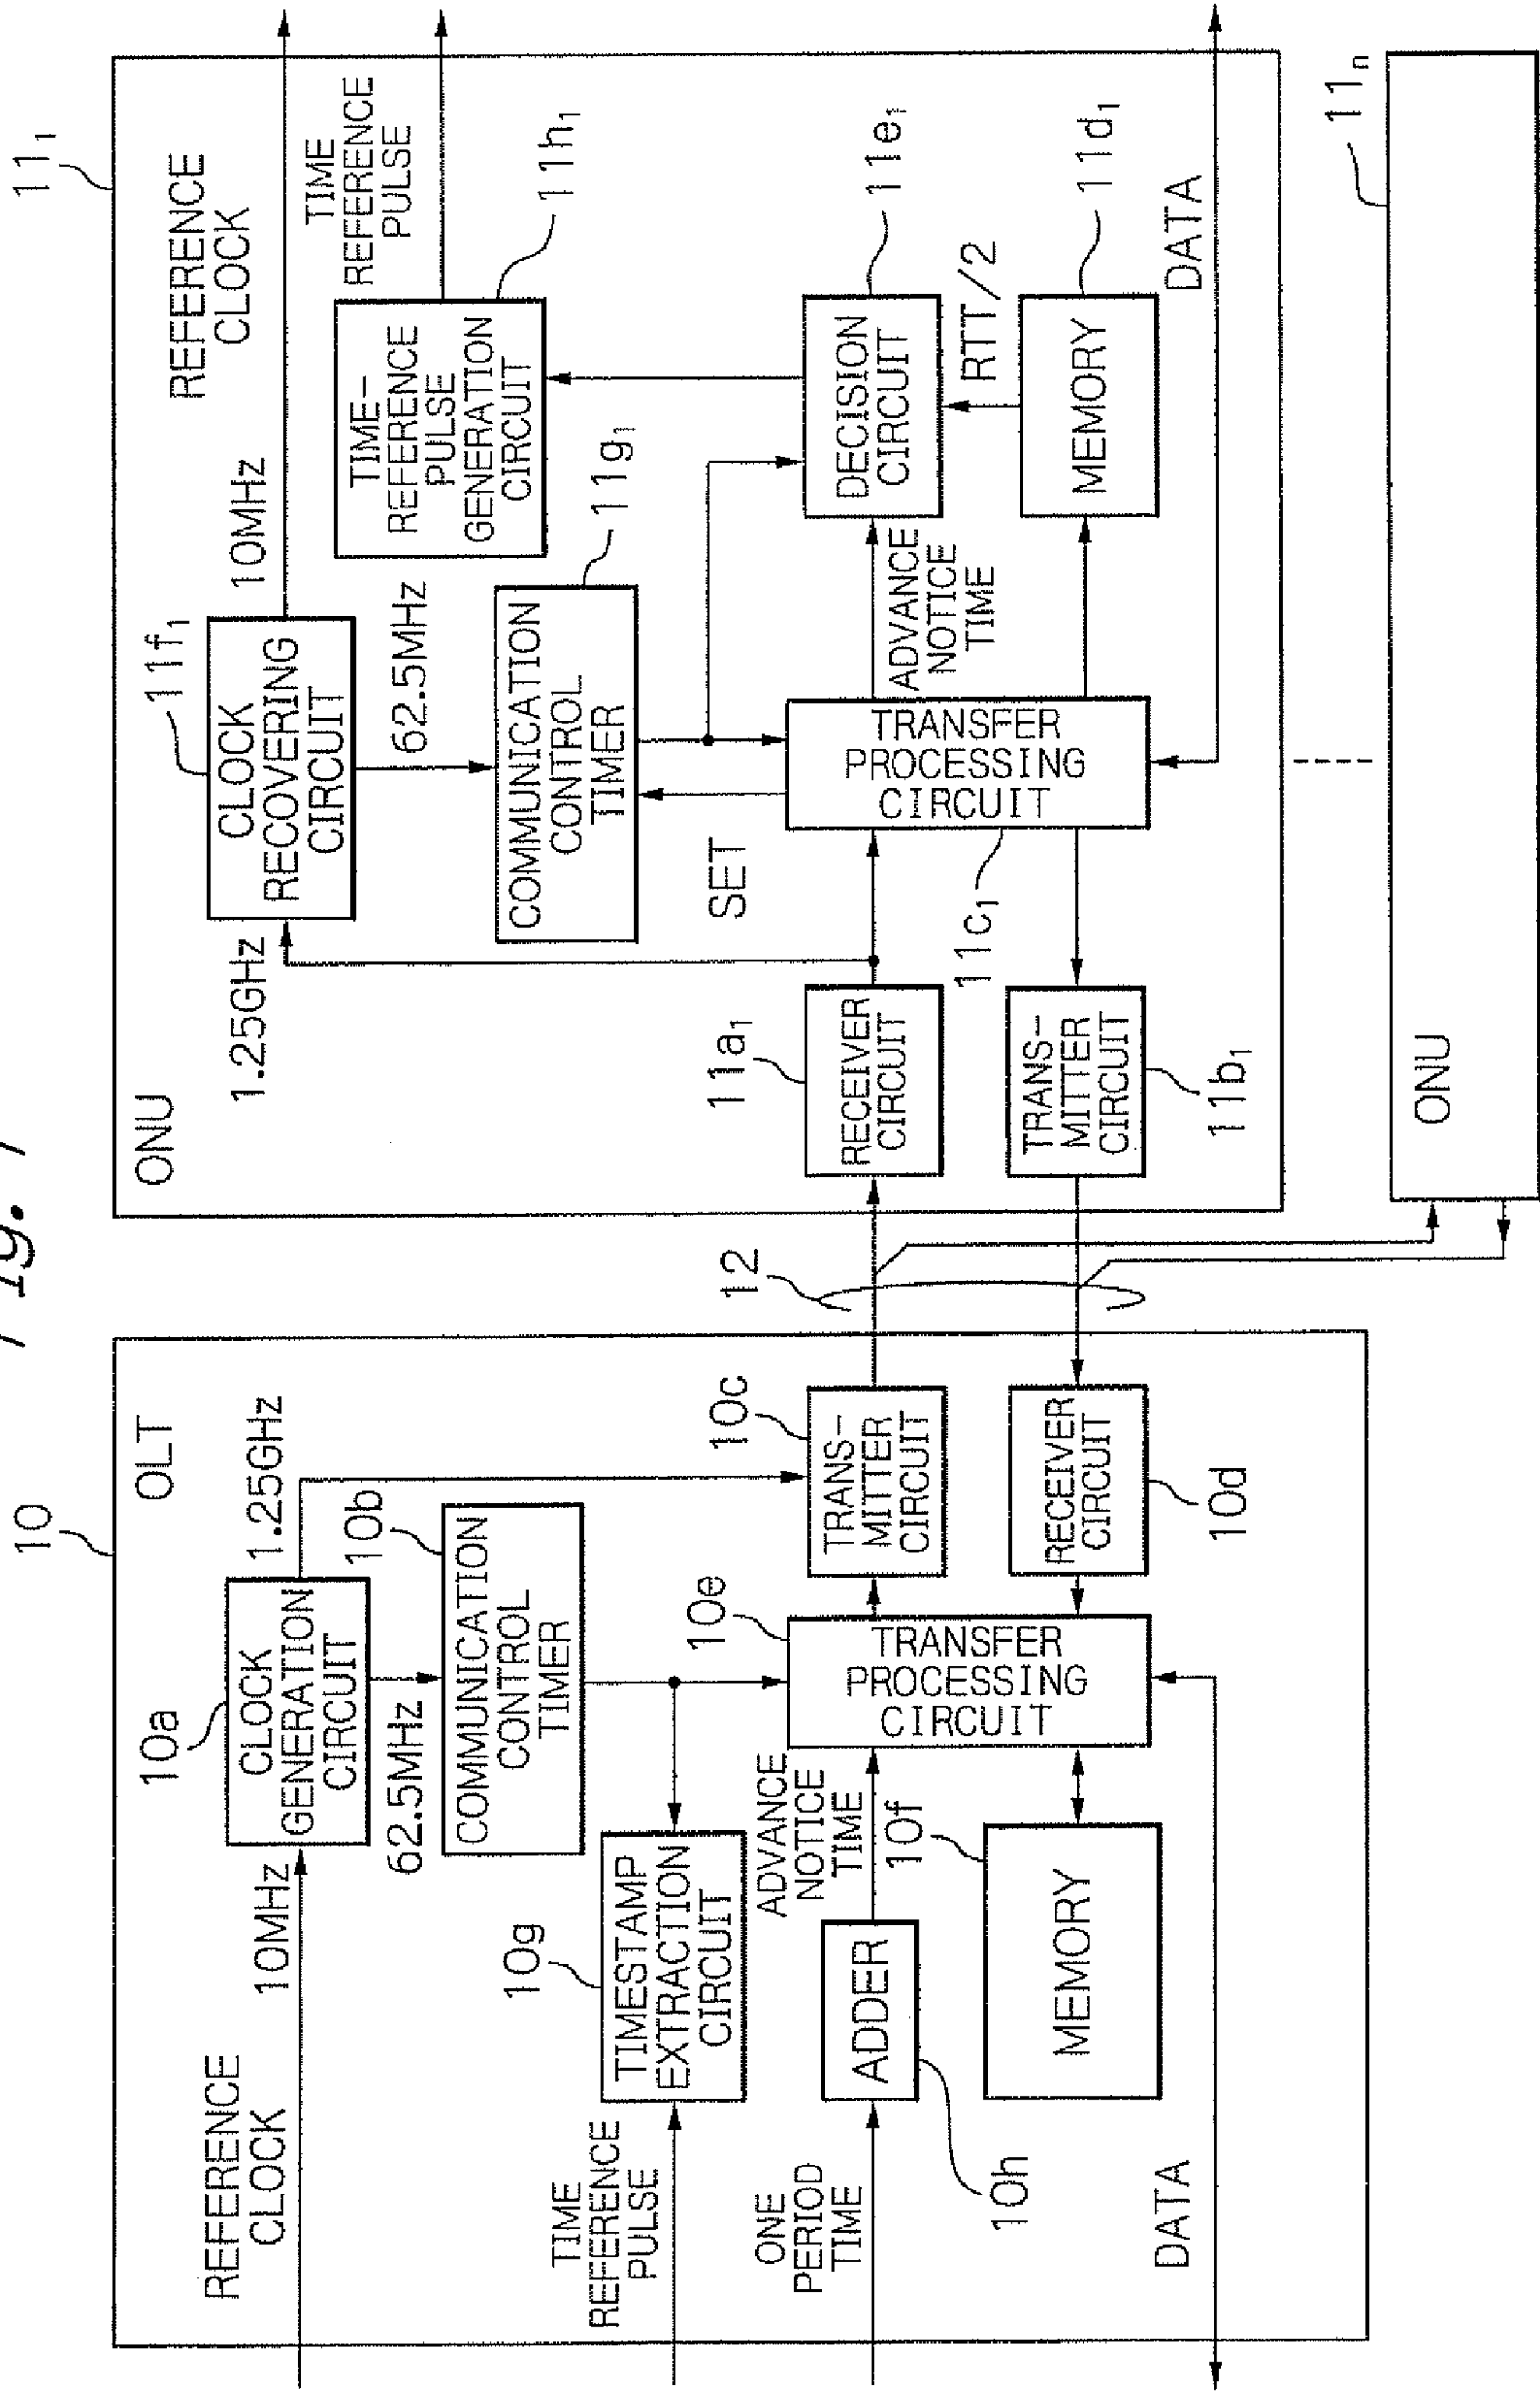 Fig. 1
10
OLT
REFERENCE
CLOCK
10MHz
10a
CLOCK
GENERATION
CIRCUIT
1.25GHz
62.5MHz
10b
COMMUNICATION
CONTROL
TIMER
TIME
REFERENCE
PULSE
10g
TIMESTAMP
EXTRACTION
CIRCUIT
ONE
PERIOD
TIME
ADDER
10h
ADVANCE
NOTICE
TIME
10e
TRANSFER
PROCESSING
CIRCUIT
10f
MEMORY
10c
TRANS-
MITTER
CIRCUIT
RECEIVER
CIRCUIT
10d
DATA
12
11₁
ONU
1.25GHz
11f₁
CLOCK
RECOVERING
CIRCUIT
10MHz
REFERENCE
CLOCK
62.5MHz
COMMUNICATION
CONTROL
TIMER
11g₁
TIME-
REFERENCE
PULSE
GENERATION
CIRCUIT
11h₁
TIME
REFERENCE
PULSE
SET
11a₁
RECEIVER
CIRCUIT
TRANS-
MITTER
CIRCUIT
11b₁
11c₁
TRANSFER
PROCESSING
CIRCUIT
ADVANCE
NOTICE
TIME
DECISION
CIRCUIT
11e₁
RTT/2
MEMORY
11d₁
DATA
ONU
11ₙ